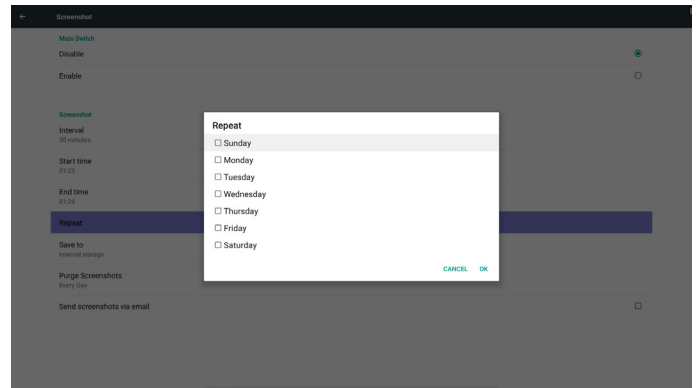 Screenshot
Main Switch
Disable
Enable
Screenshot
Interval
30 minutes
Start time
01:23
End time
01:24
Repeat
Save to
Internal storage
Purge Screenshots
Every Day
Send screenshots via email
Repeat
Sunday
Monday
Tuesday
Wednesday
Thursday
Friday
Saturday
CANCEL OK